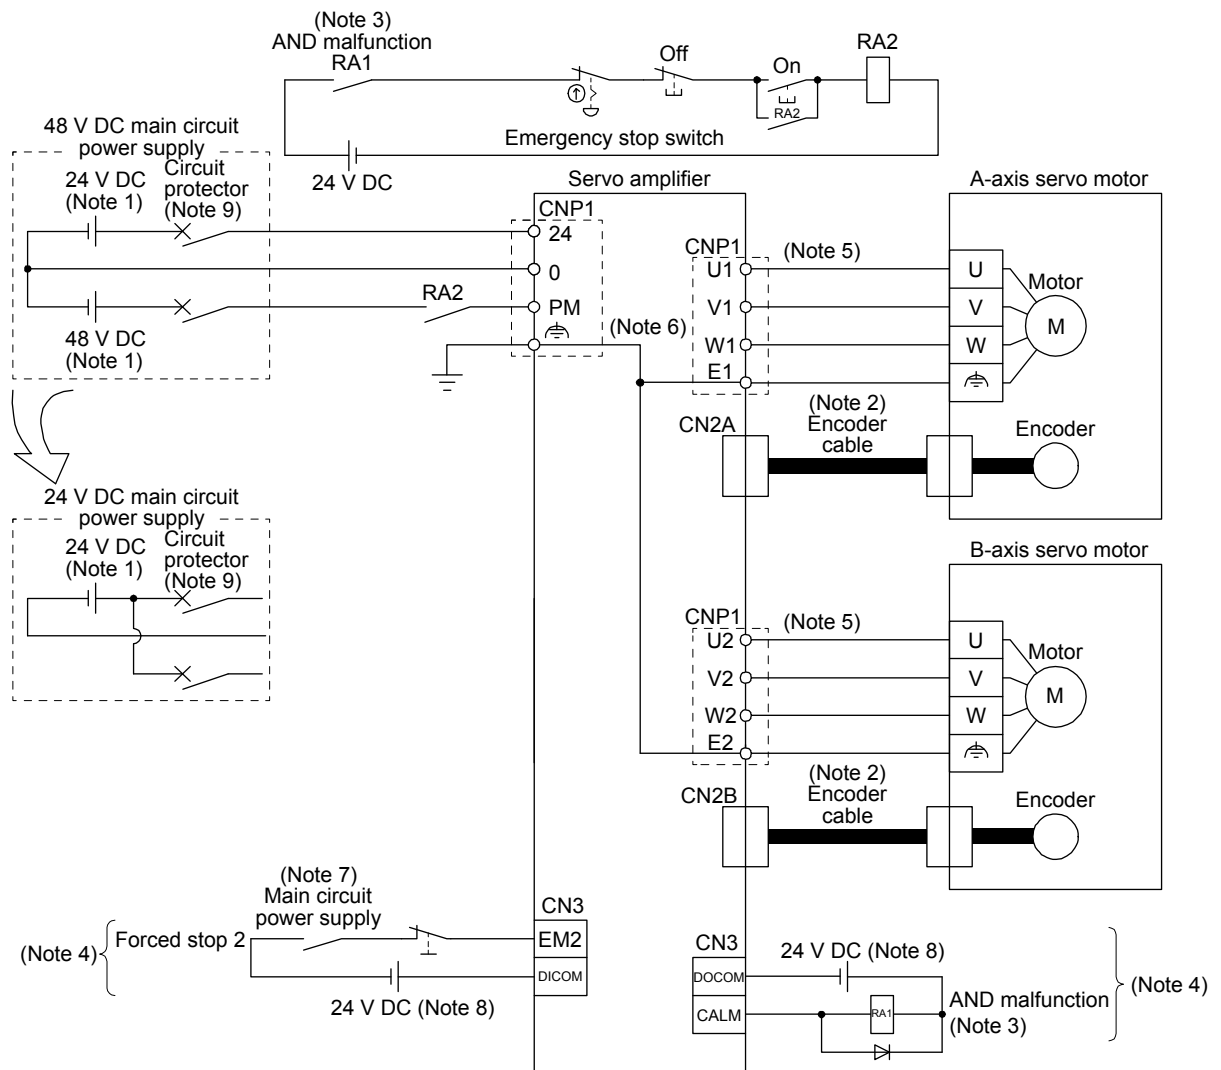 (Note 3)
AND malfunction
RA1
Off
On
RA2
RA2
Emergency stop switch
24 V DC
48 V DC main circuit
power supply
24 V DC
(Note 1)
Circuit
protector
(Note 9)
48 V DC
(Note 1)
RA2
Servo amplifier
CNP1
24
0
PM
(Note 6)
CNP1
U1
V1
W1
E1
(Note 5)
A-axis servo motor
U
V
W
Motor
M
CN2A
(Note 2)
Encoder
cable
Encoder
24 V DC main circuit
power supply
24 V DC
(Note 1)
Circuit
protector
(Note 9)
B-axis servo motor
CNP1
U2
V2
W2
E2
(Note 5)
U
V
W
Motor
M
CN2B
(Note 2)
Encoder
cable
Encoder
(Note 4)
Forced stop 2
(Note 7)
Main circuit
power supply
24 V DC (Note 8)
CN3
EM2
DICOM
CN3
DOCOM
CALM
24 V DC (Note 8)
RA1
AND malfunction
(Note 3)
(Note 4)